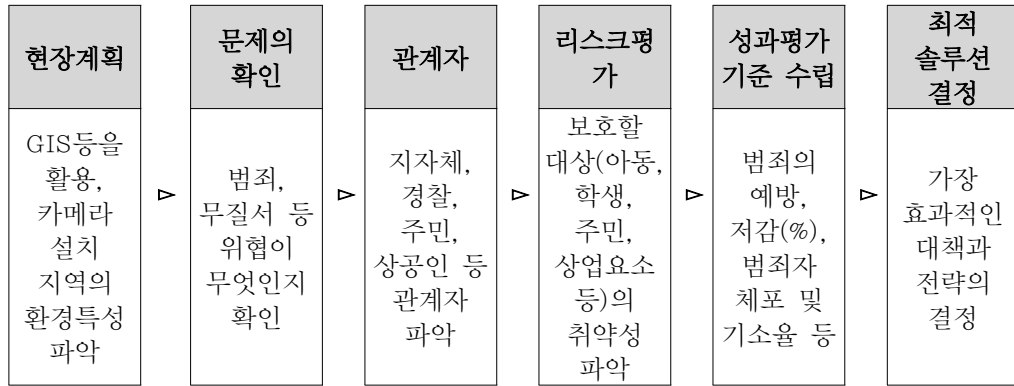 현장계획
GIS등을
활용,
카메라
설치
지역의
환경특성
파악
▷
문제의
확인
범죄,
무질서 등
위협이
무엇인지
확인
▷
관계자
지자체,
경찰,
주민,
상공인 등
관계자
파악
▷
리스크평
가
보호할
대상(아동,
학생,
주민,
상업요소
등)의
취약성
파악
▷
성과평가
기준 수립
범죄의
예방,
저감(%),
범죄자
체포 및
기소율 등
▷
최적
솔루션
결정
가장
효과적인
대책과
전략의
결정